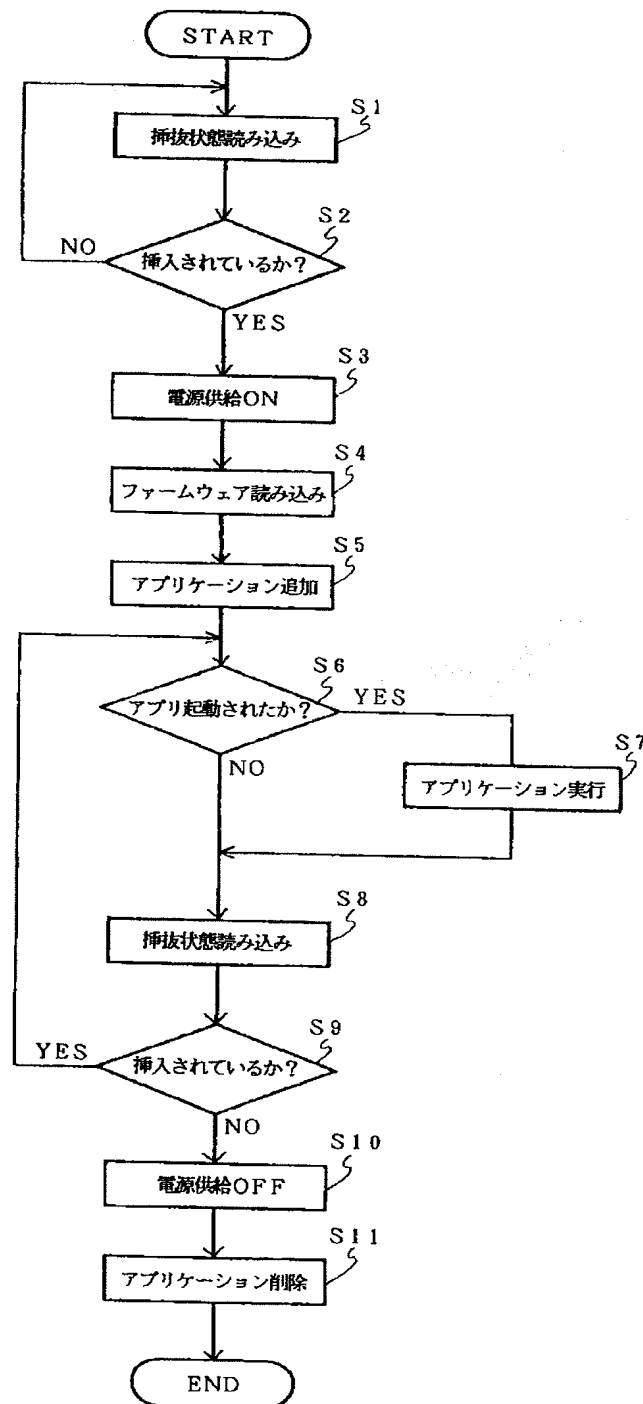 START
S1
挿抜状態読み込み
S2
挿入されているか?
NO
YES
S3
電源供給ON
S4
ファームウェア読み込み
S5
アプリケーション追加
S6
アプリ起動されたか?
YES
NO
S7
アプリケーション実行
S8
挿抜状態読み込み
S9
挿入されているか?
YES
NO
S10
電源供給OFF
S11
アプリケーション削除
END